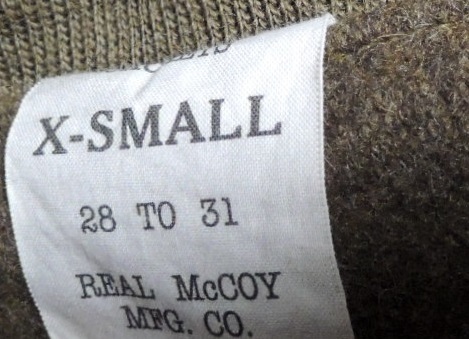 X-SMALL
28 TO 31
REAL McCOY
MFG. CO.